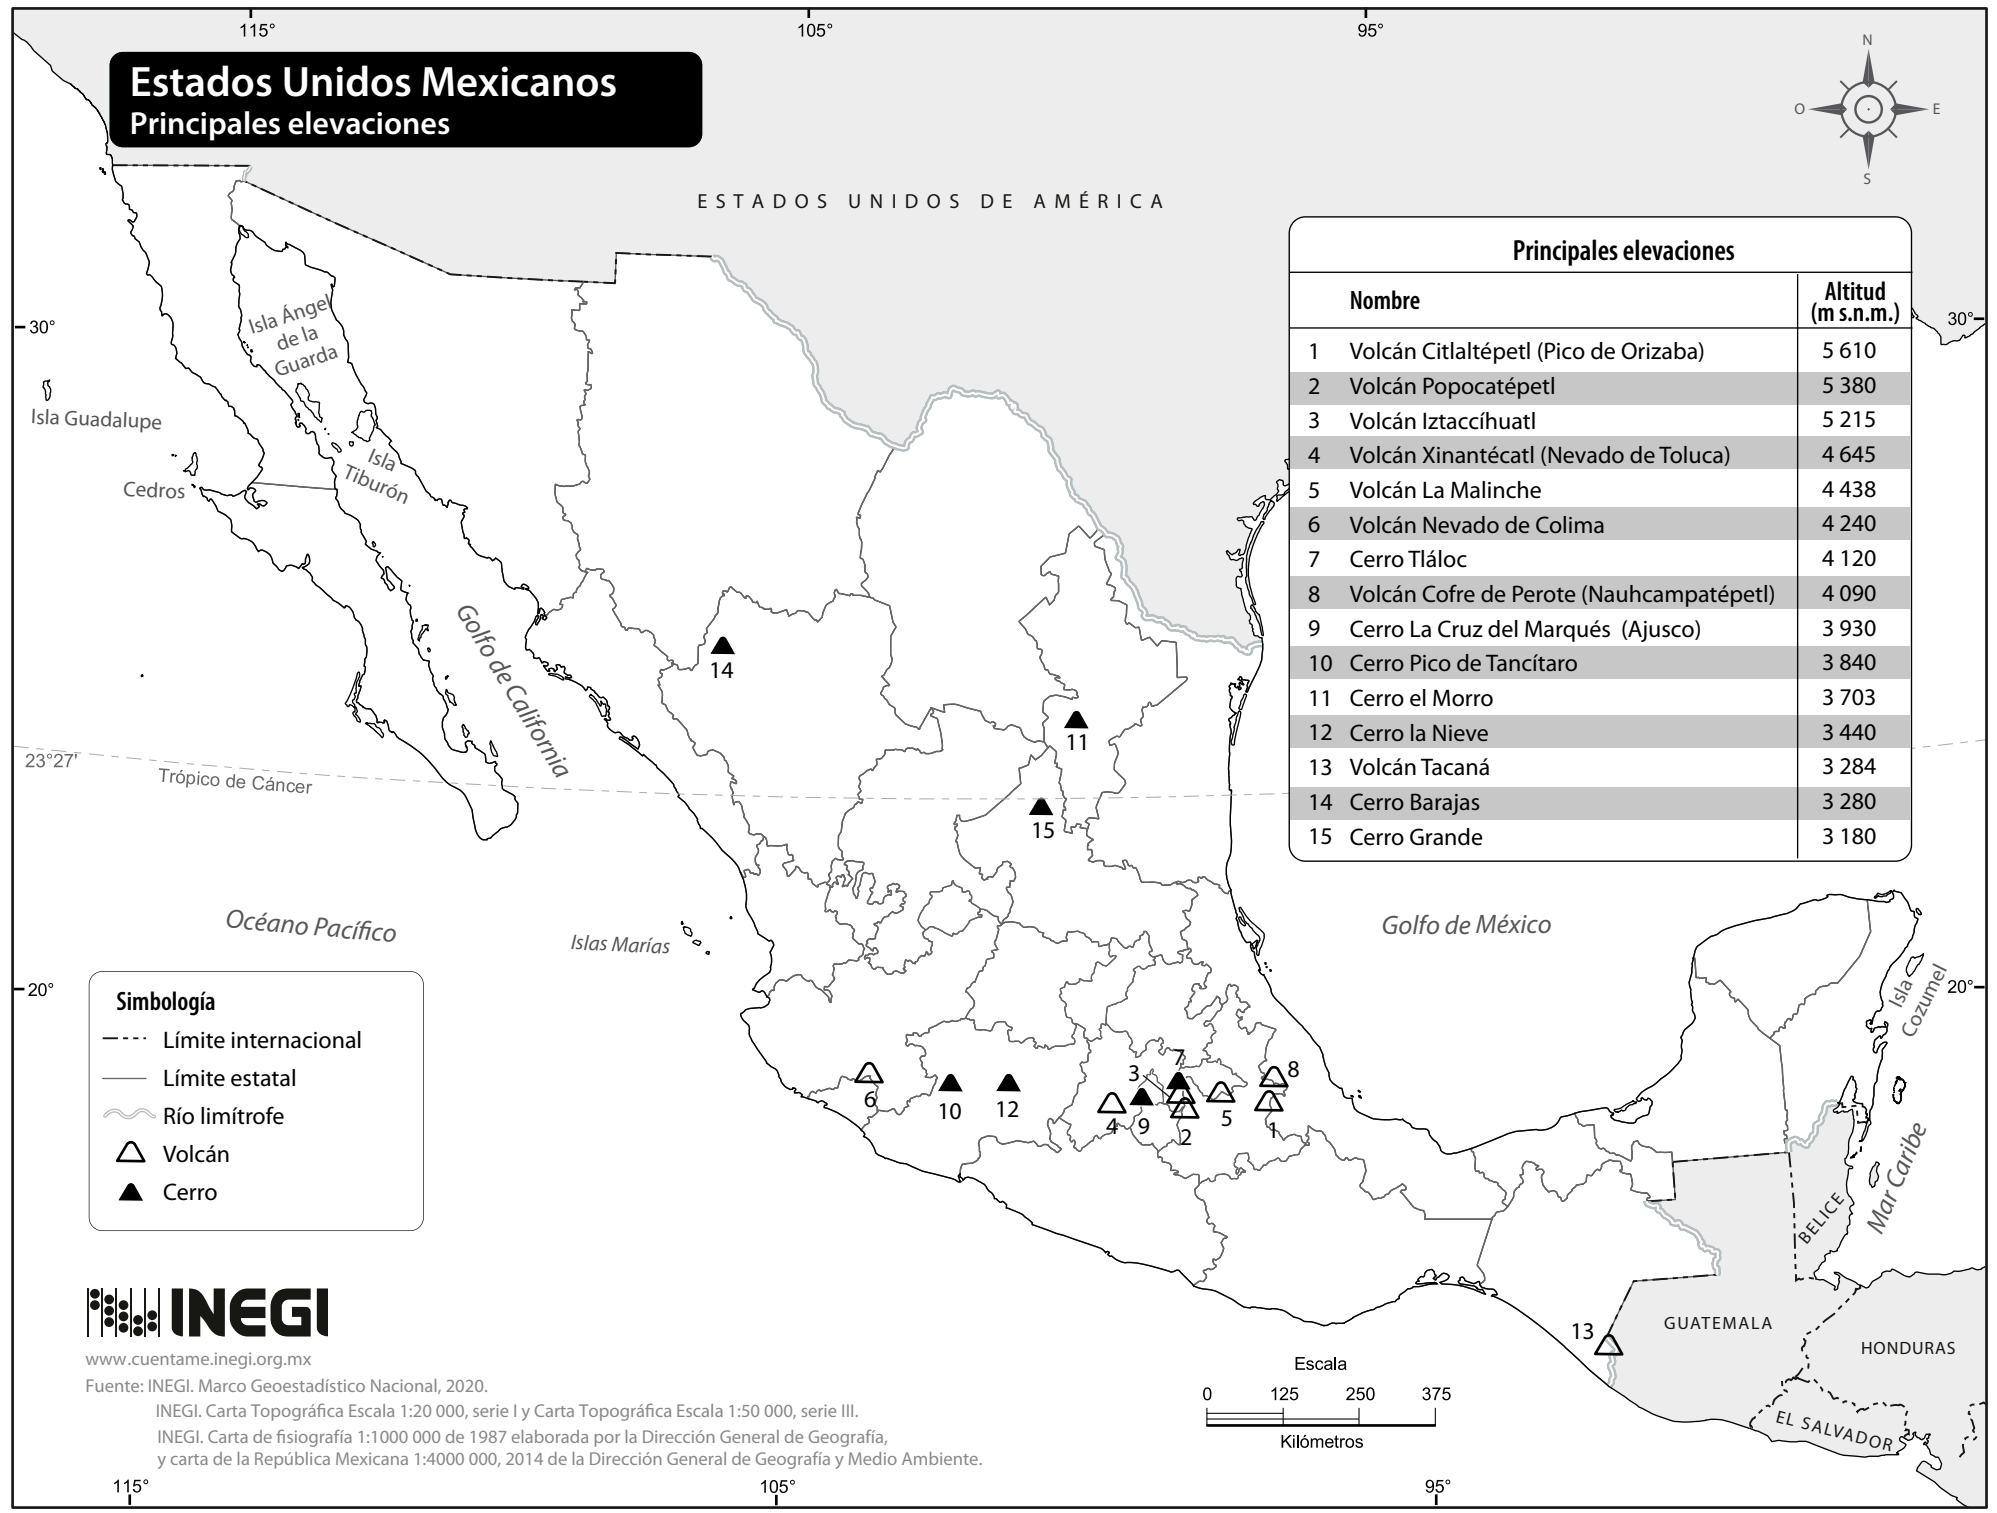 115°
105°
95°
Estados Unidos Mexicanos
Principales elevaciones
N
O
E
S
ESTADOS UNIDOS DE AMÉRICA
Principales elevaciones
Nombre
Altitud
(m s.n.m.)
1 Volcán Citlaltépetl (Pico de Orizaba) 5 610
2 Volcán Popocatépetl 5 380
3 Volcán Iztaccíhuatl 5 215
4 Volcán Xinantécatl (Nevado de Toluca) 4 645
5 Volcán La Malinche 4 438
6 Volcán Nevado de Colima 4 240
7 Cerro Tláloc 4 120
8 Volcán Cofre de Perote (Nauhcampatépetl) 4 090
9 Cerro La Cruz del Marqués (Ajusco) 3 930
10 Cerro Pico de Tancítaro 3 840
11 Cerro el Morro 3 703
12 Cerro la Nieve 3 440
13 Volcán Tacaná 3 284
14 Cerro Barajas 3 280
15 Cerro Grande 3 180
30°
30°
Isla Ángel
de la
Guarda
Isla Guadalupe
Isla
Tiburón
Cedros
Golfo de California
14
11
15
23°27'
Trópico de Cáncer
Océano Pacífico
Islas Marías
Golfo de México
Isla
Cozumel
20°
20°
Simbología
Límite internacional
Límite estatal
Río limítrofe
Volcán
Cerro
7
3
8
6
10
12
4
9
2
5
1
Mar Caribe
BELICE
13
GUATEMALA
HONDURAS
EL SALVADOR
INEGI
www.cuentame.inegi.org.mx
Fuente: INEGI. Marco Geoestadístico Nacional, 2020.
INEGI. Carta Topográfica Escala 1:20 000, serie I y Carta Topográfica Escala 1:50 000, serie III.
INEGI. Carta de fisiografía 1:1000 000 de 1987 elaborada por la Dirección General de Geografía,
y carta de la República Mexicana 1:4000 000, 2014 de la Dirección General de Geografía y Medio Ambiente.
Escala
0 125 250 375
Kilómetros
115°
105°
95°